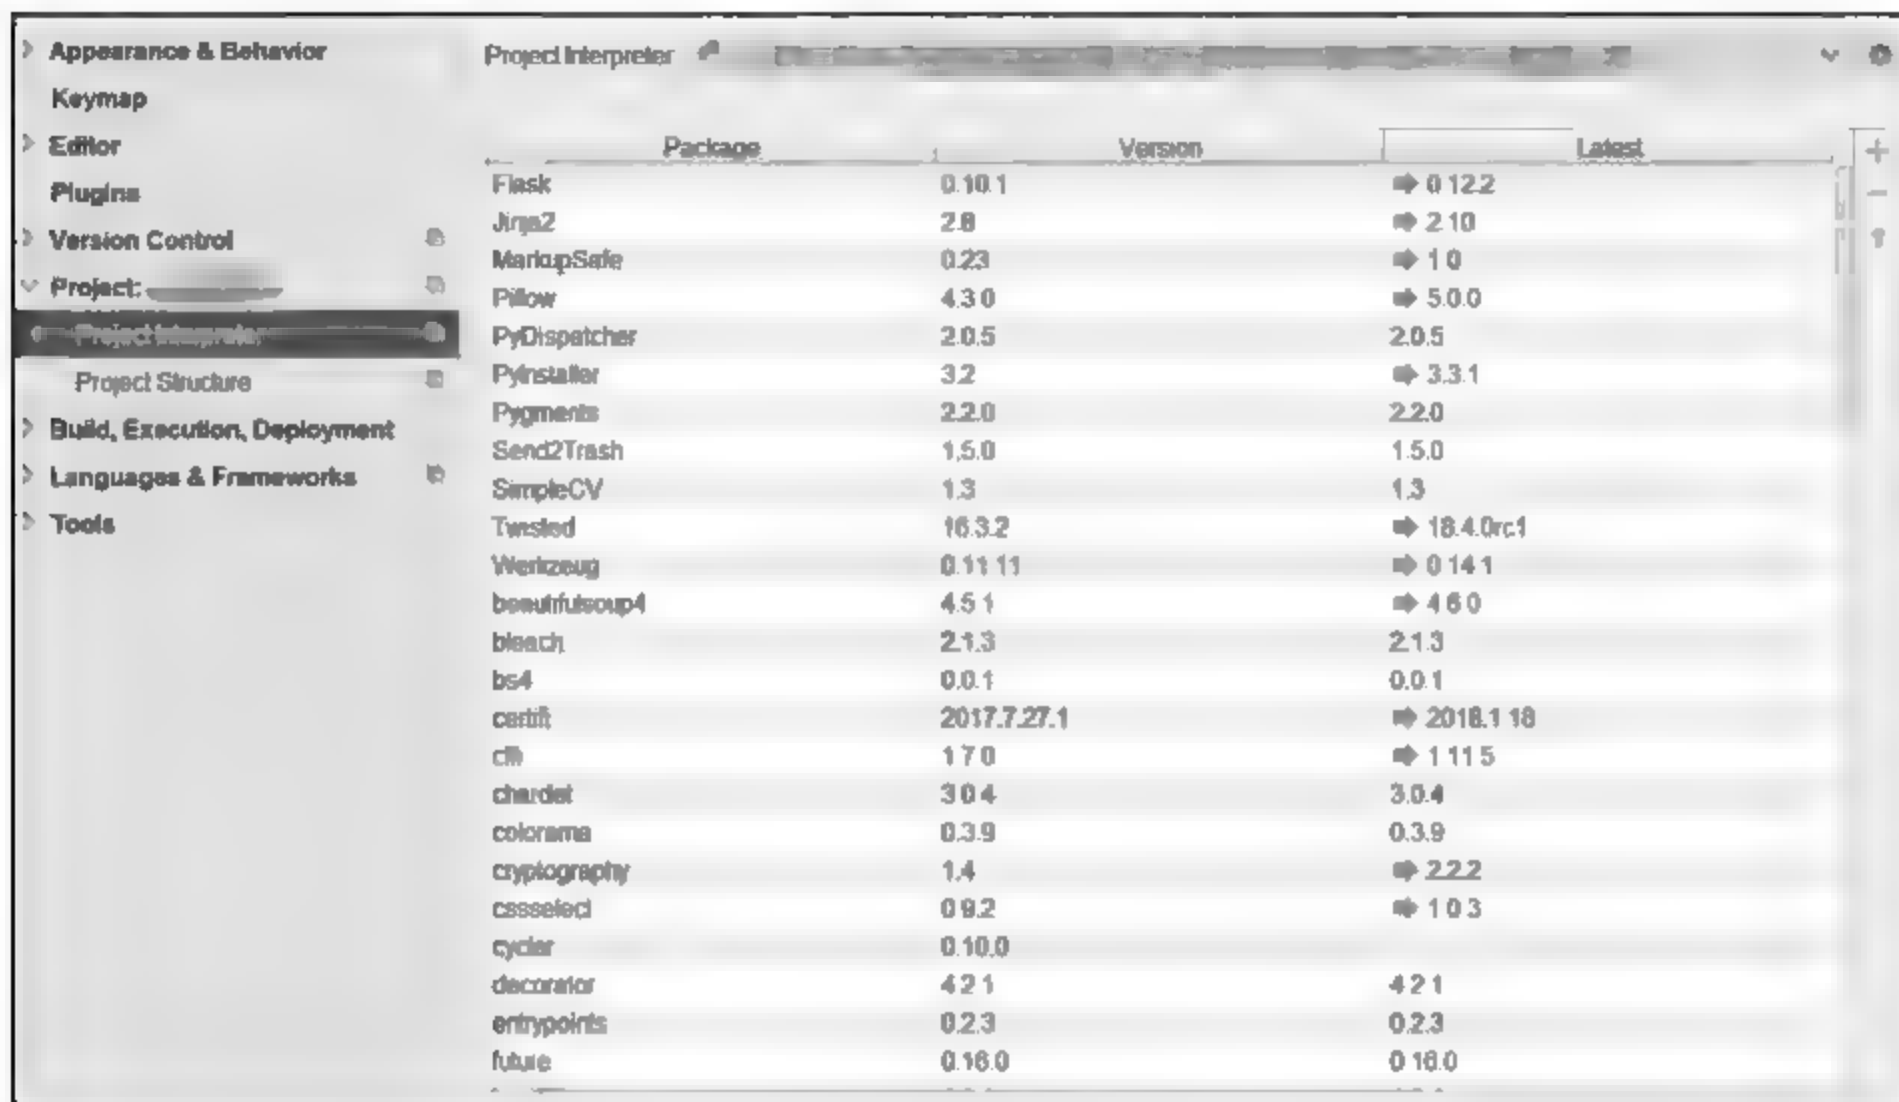 Appearance & Behavior
Keymap
Editor
Plugins
Version Control
Project:
Project Interpreter
Project Structure
Build, Execution, Deployment
Languages & Frameworks
Tools
Project Interpreter
Package Version Latest
Flask 0.10.1 0.12.2
Jinja2 2.8 2.10
MarkupSafe 0.23 1.0
Pillow 4.3.0 5.0.0
PyDispatcher 2.0.5 2.0.5
PyInstaller 3.2 3.3.1
Pygments 2.2.0 2.2.0
Send2Trash 1.5.0 1.5.0
SimpleCV 1.3 1.3
Twisted 16.3.2 18.4.0rc1
Werkzeug 0.11.11 0.14.1
beautifulsoup4 4.5.1 4.6.0
bleach 2.1.3 2.1.3
bs4 0.0.1 0.0.1
certifi 2017.7.27.1 2018.1.18
cffi 1.7.0 1.11.5
chardet 3.0.4 3.0.4
colorama 0.3.9 0.3.9
cryptography 1.4 2.2.2
cssselect 0.9.2 1.0.3
cycler 0.10.0
decorator 4.2.1 4.2.1
entrypoints 0.2.3 0.2.3
future 0.16.0 0.16.0